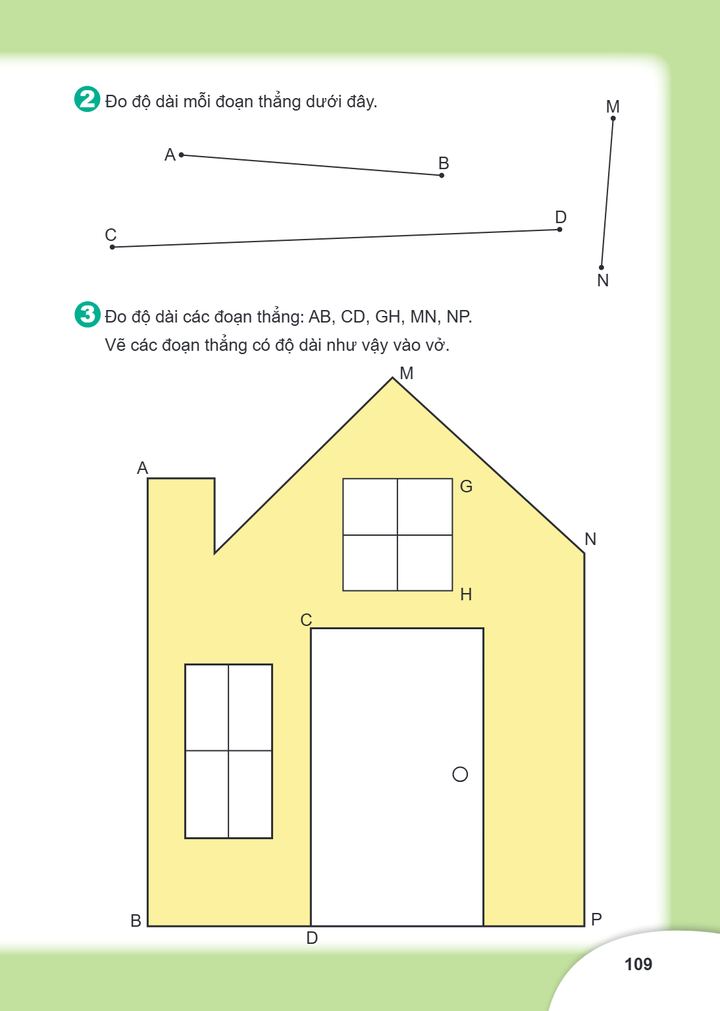 2 Đo độ dài mỗi đoạn thẳng dưới đây.
M
A
B
D
C
N
3 Đo độ dài các đoạn thẳng: AB, CD, GH, MN, NP.
Vẽ các đoạn thẳng có độ dài như vậy vào vở.
M
A
G
N
H
C
B
P
D
109